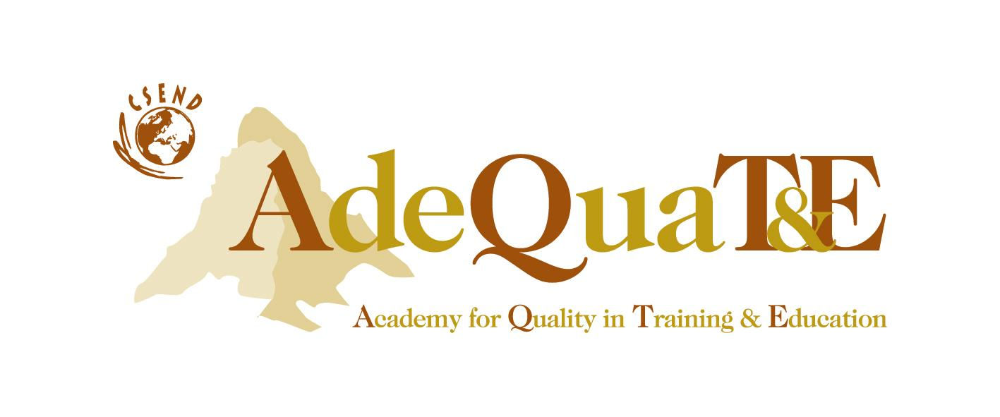 CSEND
AdeQuaT&E
Academy for Quality in Training & Education